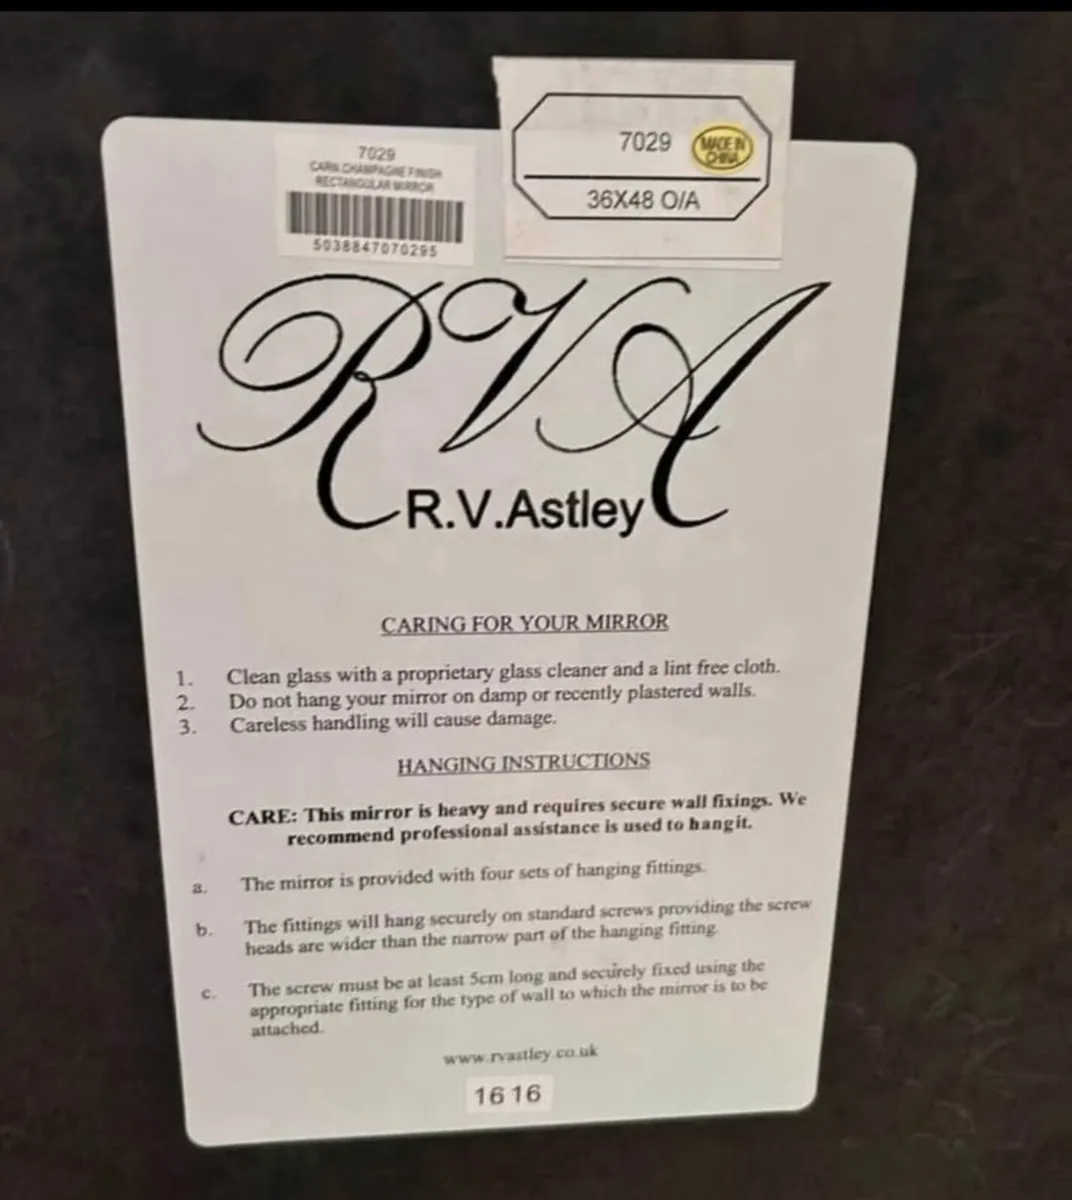 7029
CARN CHAMPAGNE FINISH
RECTANGULAR MIRROR
5038847070295
7029
MADE IN
CHINA
36X48 O/A
RVA
R.V.Astley
CARING FOR YOUR MIRROR
1. Clean glass with a proprietary glass cleaner and a lint free cloth.
2. Do not hang your mirror on damp or recently plastered walls.
3. Careless handling will cause damage.
HANGING INSTRUCTIONS
CARE: This mirror is heavy and requires secure wall fixings. We
recommend professional assistance is used to hang it.
a. The mirror is provided with four sets of hanging fittings.
b. The fittings will hang securely on standard screws providing the screw
heads are wider than the narrow part of the hanging fitting.
c. The screw must be at least 5cm long and securely fixed using the
appropriate fitting for the type of wall to which the mirror is to be
attached.
www.rvastley.co.uk
16 16